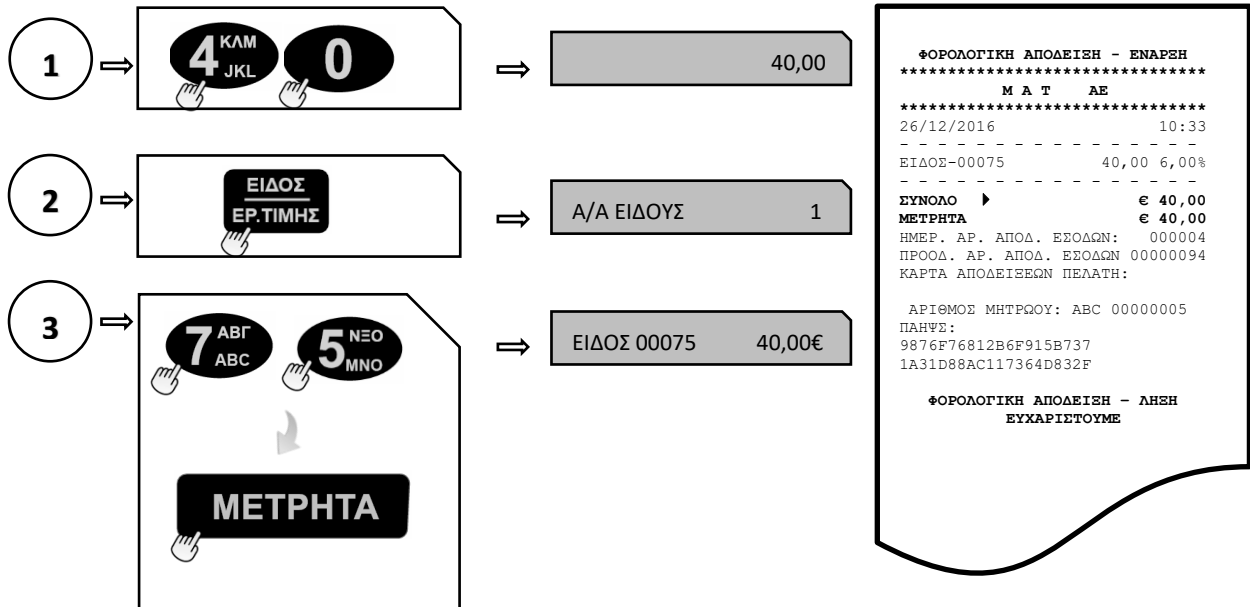 1
4 ΚΛΜ JKL 0
40,00
2
ΕΙΔΟΣ
ΕΡ.ΤΙΜΗΣ
Α/Α ΕΙΔΟΥΣ 1
3
7 ΑΒΓ ABC 5 ΝΞΟ MNO
ΕΙΔΟΣ 00075 40,00€
ΜΕΤΡΗΤΑ
ΦΟΡΟΛΟΓΙΚΗ ΑΠΟΔΕΙΞΗ - ΕΝΑΡΞΗ
********************************
Μ Α Τ ΑΕ
********************************
26/12/2016 10:33
- - - - - - - - - - - - - - - -
ΕΙΔΟΣ-00075 40,00 6,00%
- - - - - - - - - - - - - - - -
ΣΥΝΟΛΟ € 40,00
ΜΕΤΡΗΤΑ € 40,00
ΗΜΕΡ. ΑΡ. ΑΠΟΔ. ΕΣΟΔΩΝ: 000004
ΠΡΟΟΔ. ΑΡ. ΑΠΟΔ. ΕΣΟΔΩΝ 00000094
ΚΑΡΤΑ ΑΠΟΔΕΙΞΕΩΝ ΠΕΛΑΤΗ:
ΑΡΙΘΜΟΣ ΜΗΤΡΩΟΥ: ABC 00000005
ΠΑΗΨΣ:
9876F76812B6F915B737
1A31D88AC117364D832F
ΦΟΡΟΛΟΓΙΚΗ ΑΠΟΔΕΙΞΗ – ΛΗΞΗ
ΕΥΧΑΡΙΣΤΟΥΜΕ